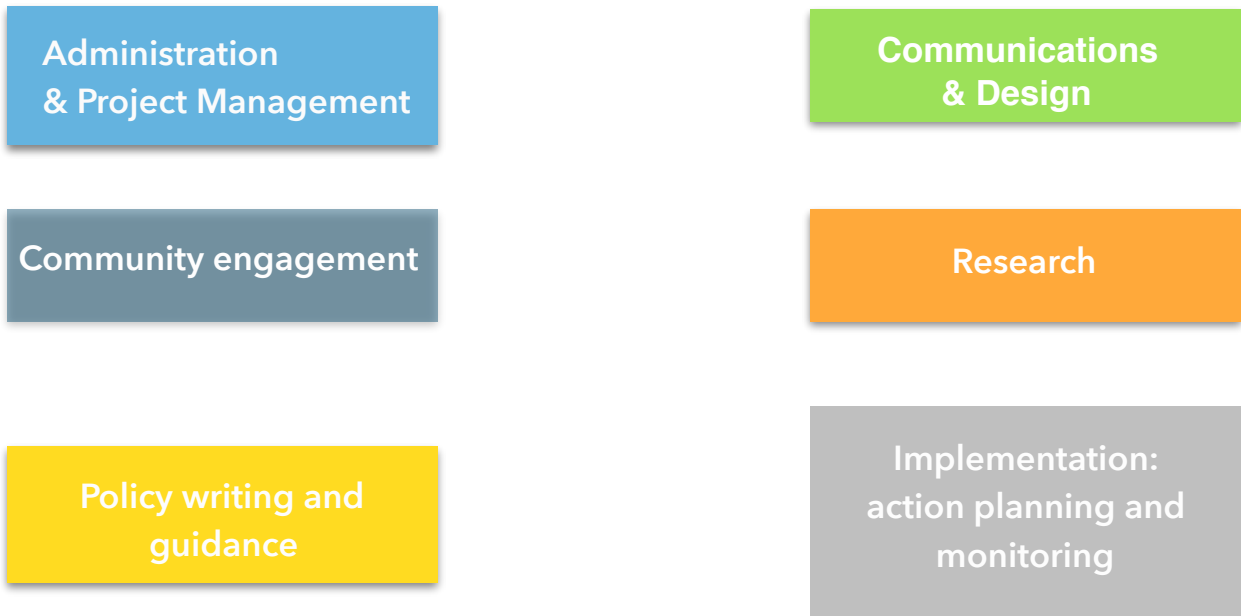 Administration
& Project Management
Communications
& Design
Community engagement
Research
Policy writing and
guidance
Implementation:
action planning and
monitoring